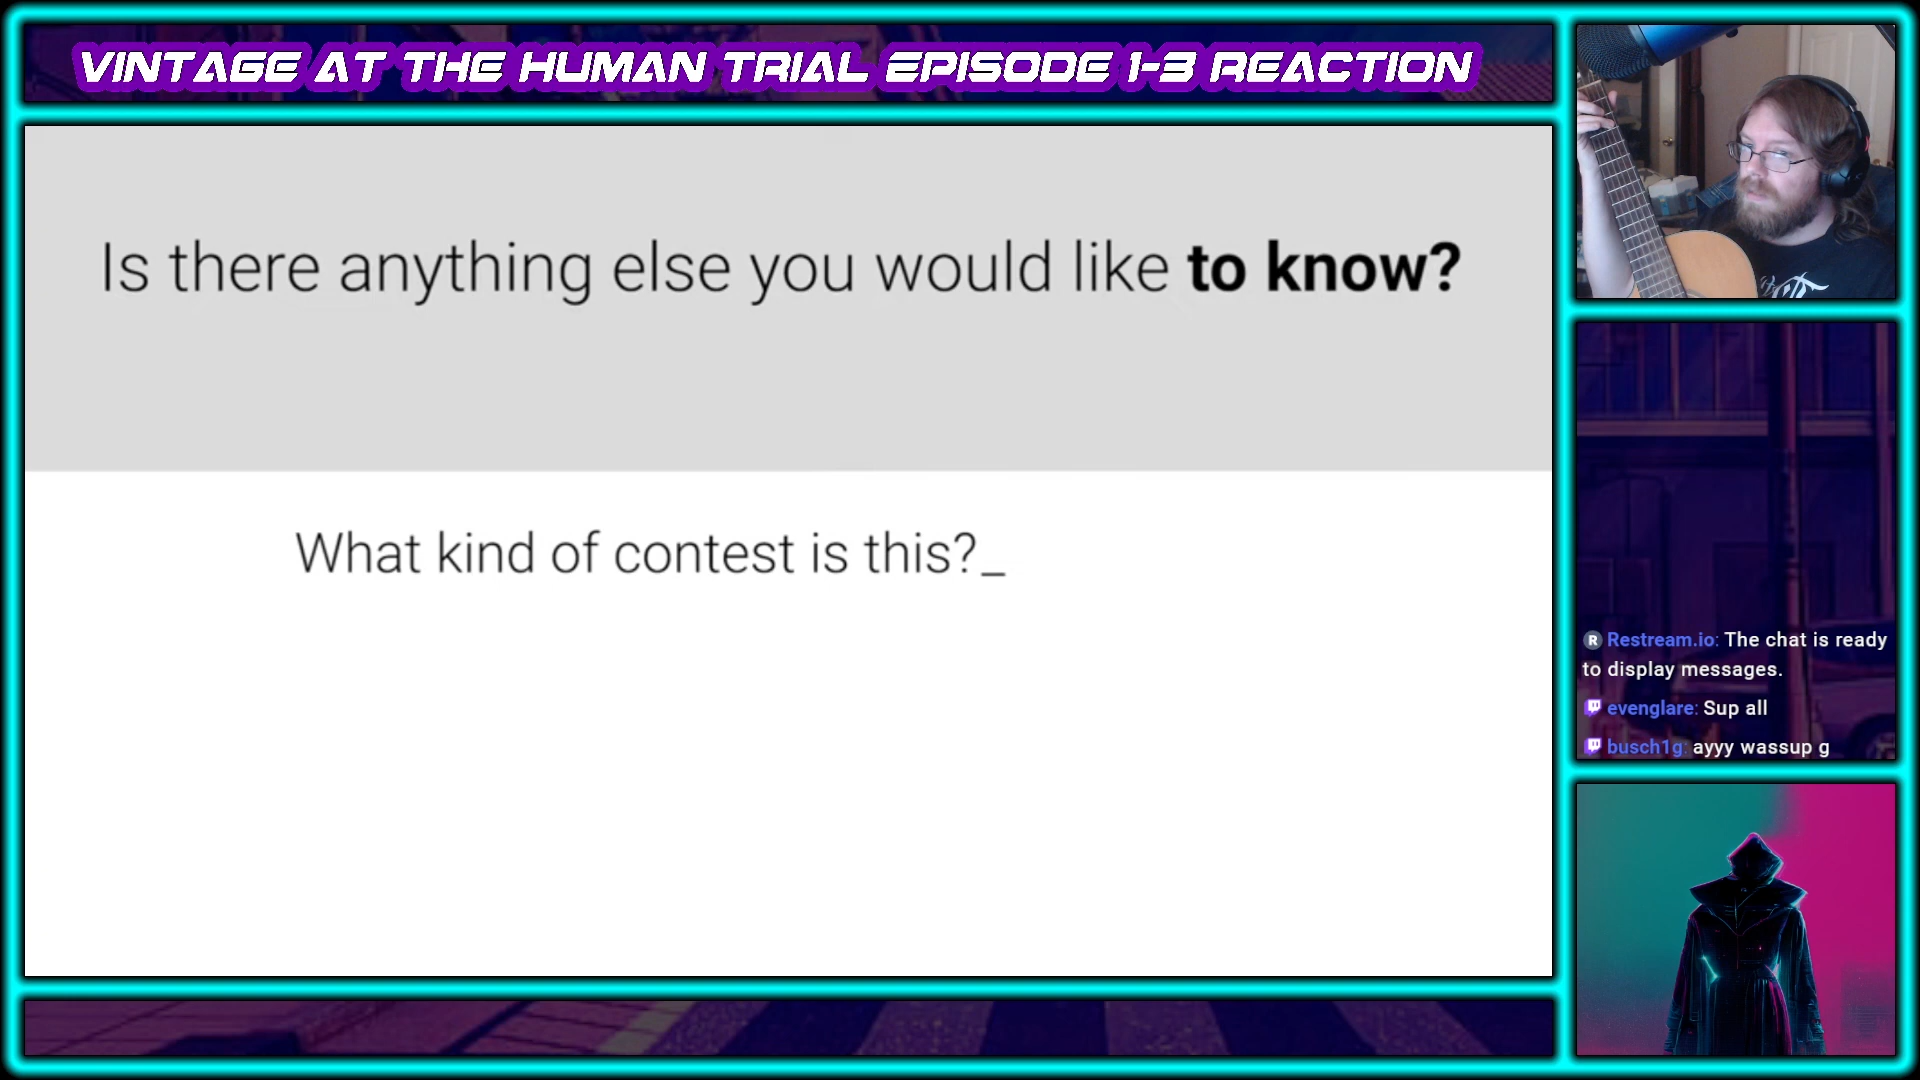 VINTAGE AT THE HUMAN TRIAL EPISODE 1-3 REACTION
Is there anything else you would like to know?
What kind of contest is this?_
R Restream.io: The chat is ready
to display messages.
evenglare: Sup all
busch1g: ayyy wassup g